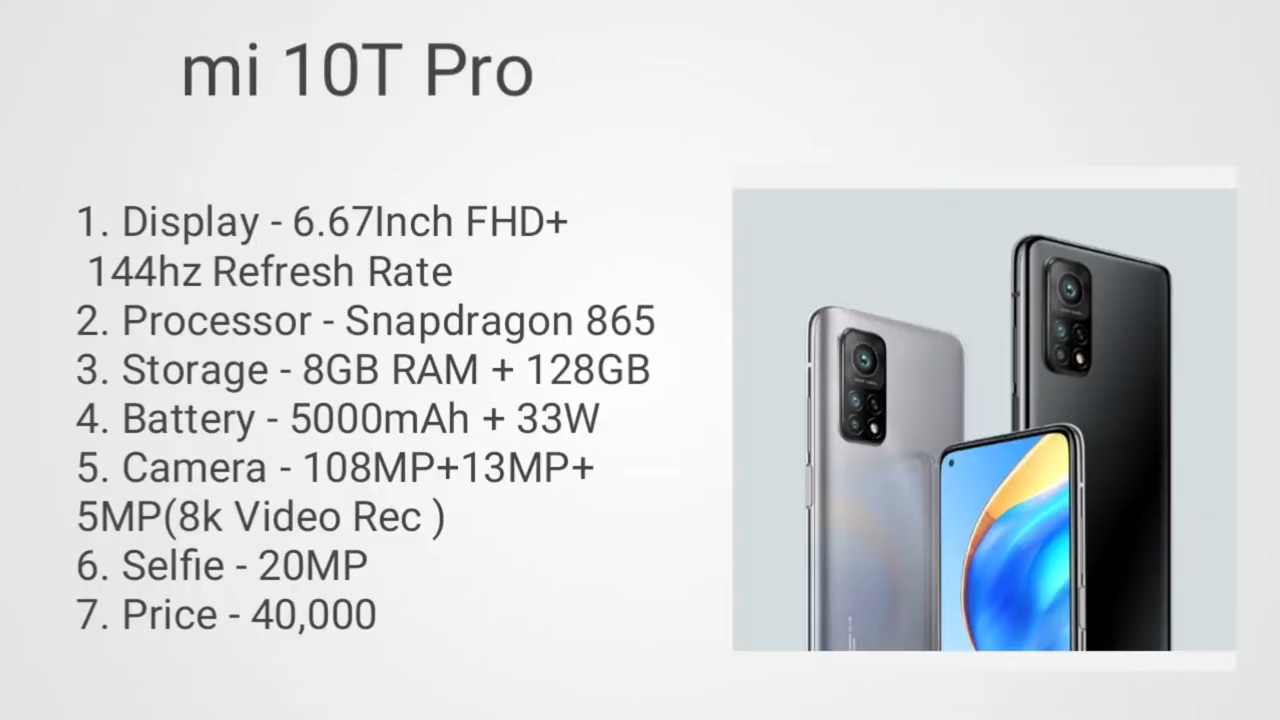 mi 10T Pro
1. Display - 6.67Inch FHD+
144hz Refresh Rate
2. Processor - Snapdragon 865
3. Storage - 8GB RAM + 128GB
4. Battery - 5000mAh + 33W
5. Camera - 108MP+13MP+
5MP(8k Video Rec )
6. Selfie - 20MP
7. Price - 40,000